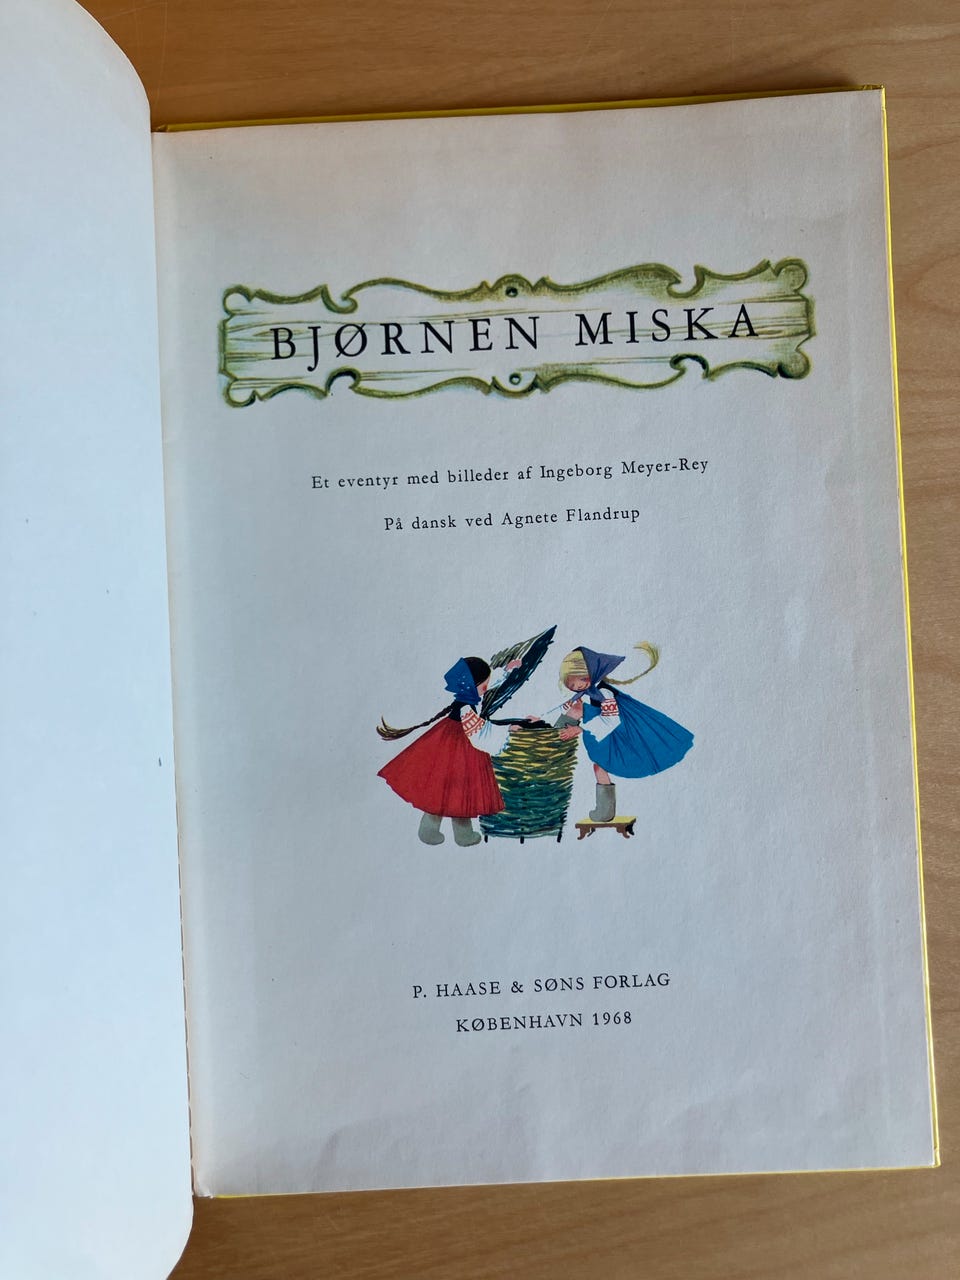 BJØRNEN MISKA
Et eventyr med billeder af Ingeborg Meyer-Rey
På dansk ved Agnete Flandrup
P. HAASE & SØNS FORLAG
KØBENHAVN 1968